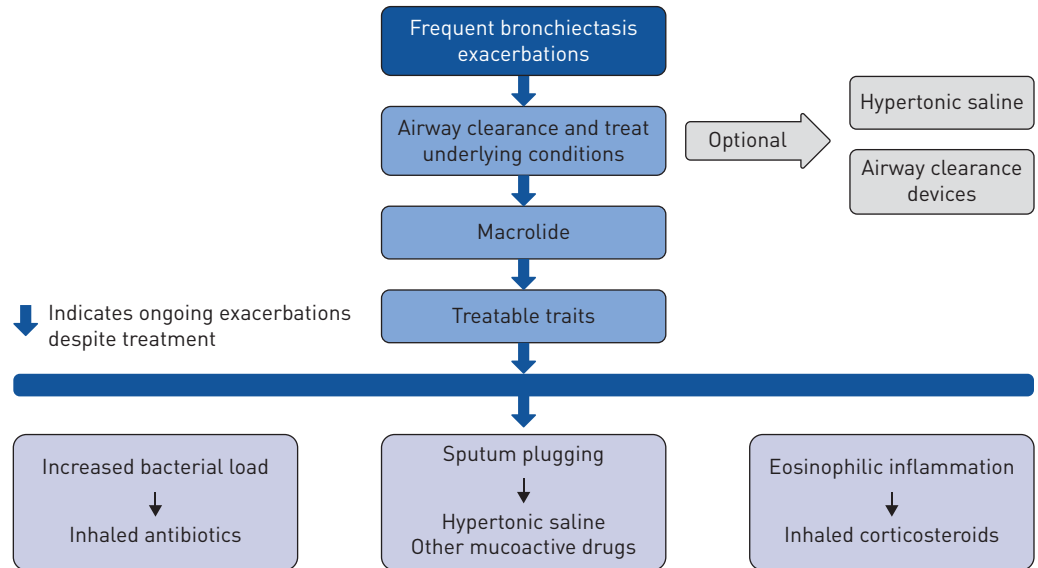 Frequent bronchiectasis
exacerbations
Airway clearance and treat
underlying conditions
Optional
Hypertonic saline
Airway clearance
devices
Macrolide
Indicates ongoing exacerbations
despite treatment
Treatable traits
Increased bacterial load
Inhaled antibiotics
Sputum plugging
Hypertonic saline
Other mucoactive drugs
Eosinophilic inflammation
Inhaled corticosteroids